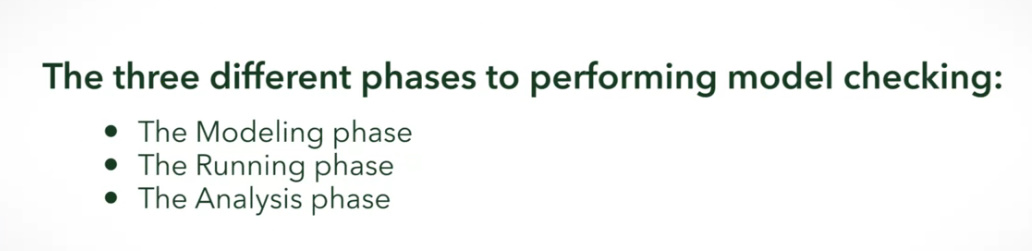 The three different phases to performing model checking:
• The Modeling phase
• The Running phase
• The Analysis phase